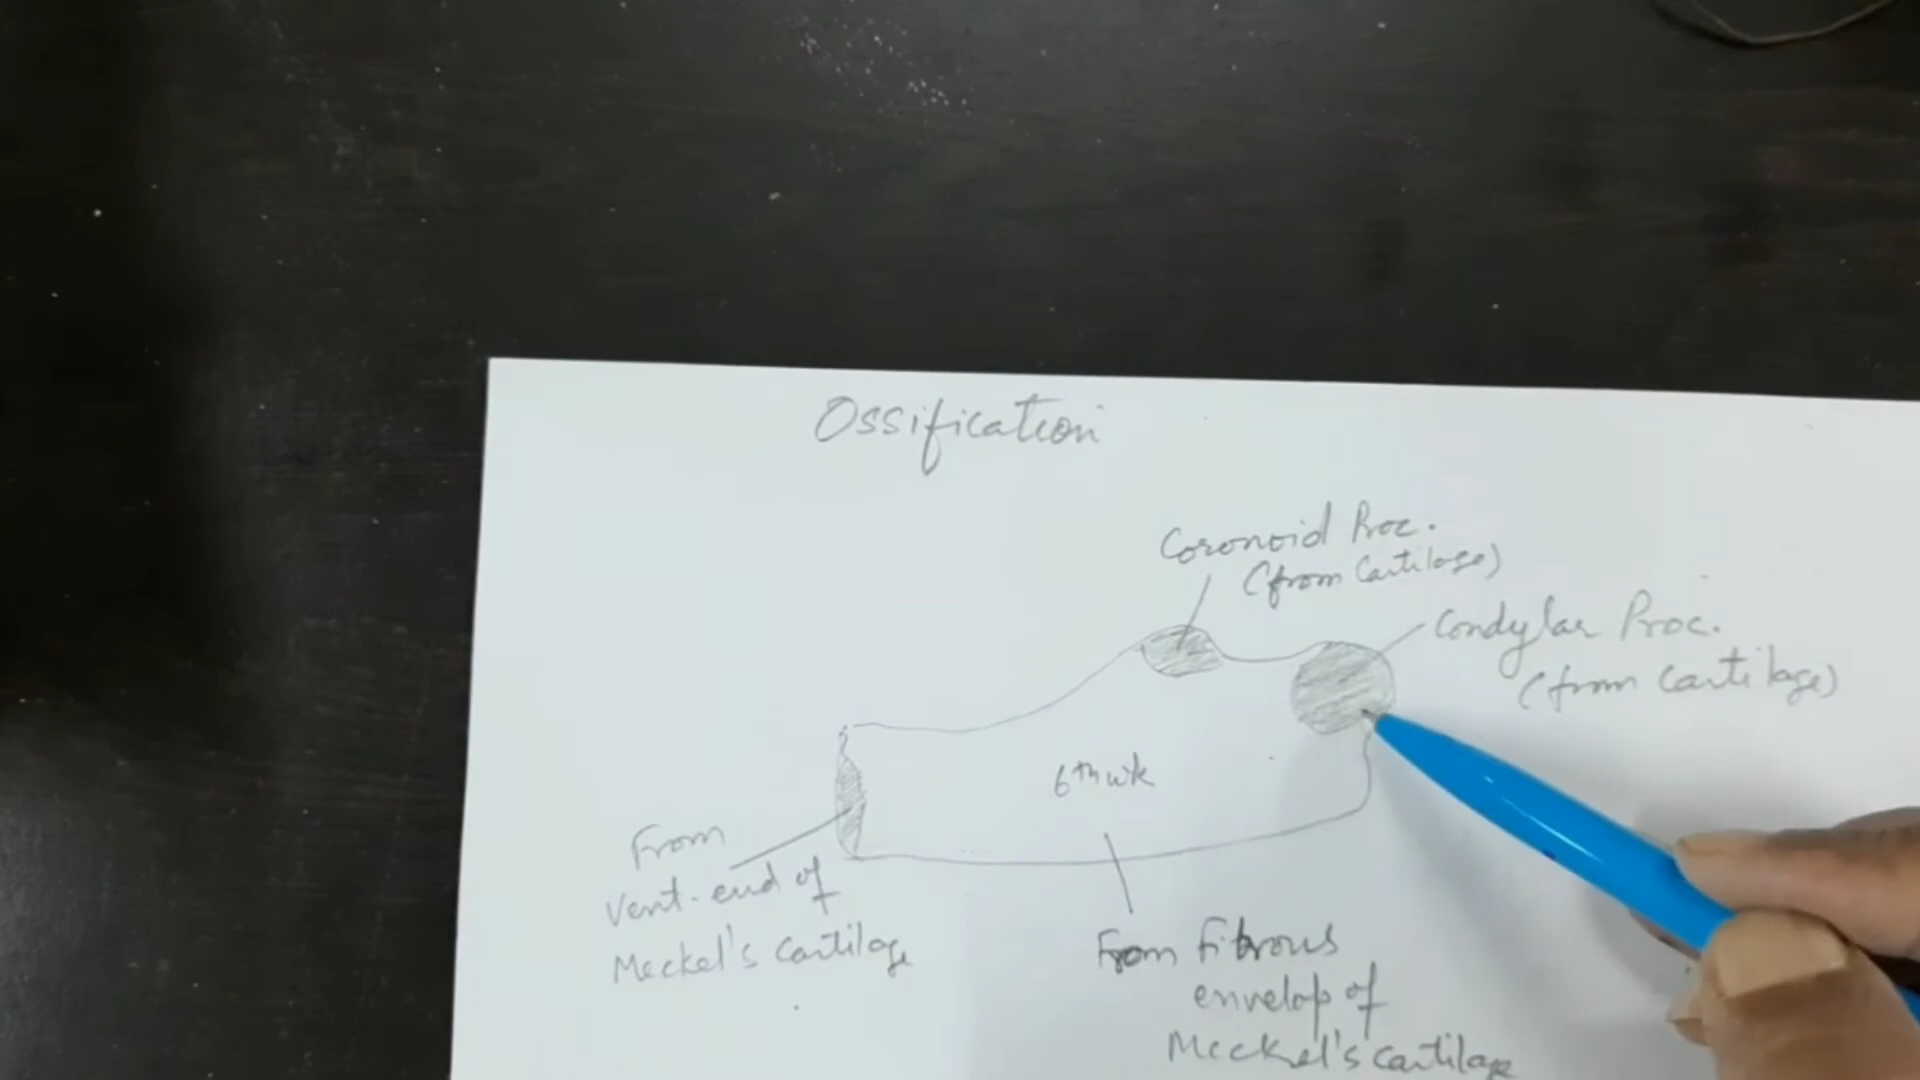 Ossification
Coronoid Proc.
(from Cartilage)
Condylar Proc.
(from Cartilage)
6th wk
From
Vent. end of
Meckel's Cartilage
From Fibrous
envelop of
Meckel's Cartilage